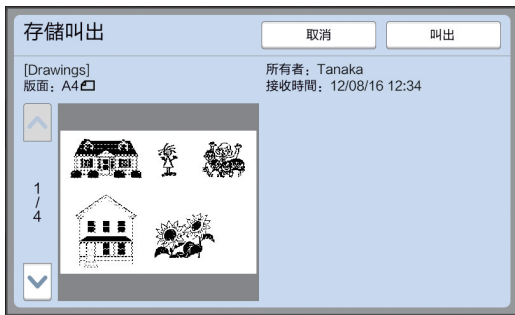 存儲叫出
取消
叫出
[Drawings]
版面：A4
所有者：Tanaka
接收時間：12/08/16 12:34
1
/
4